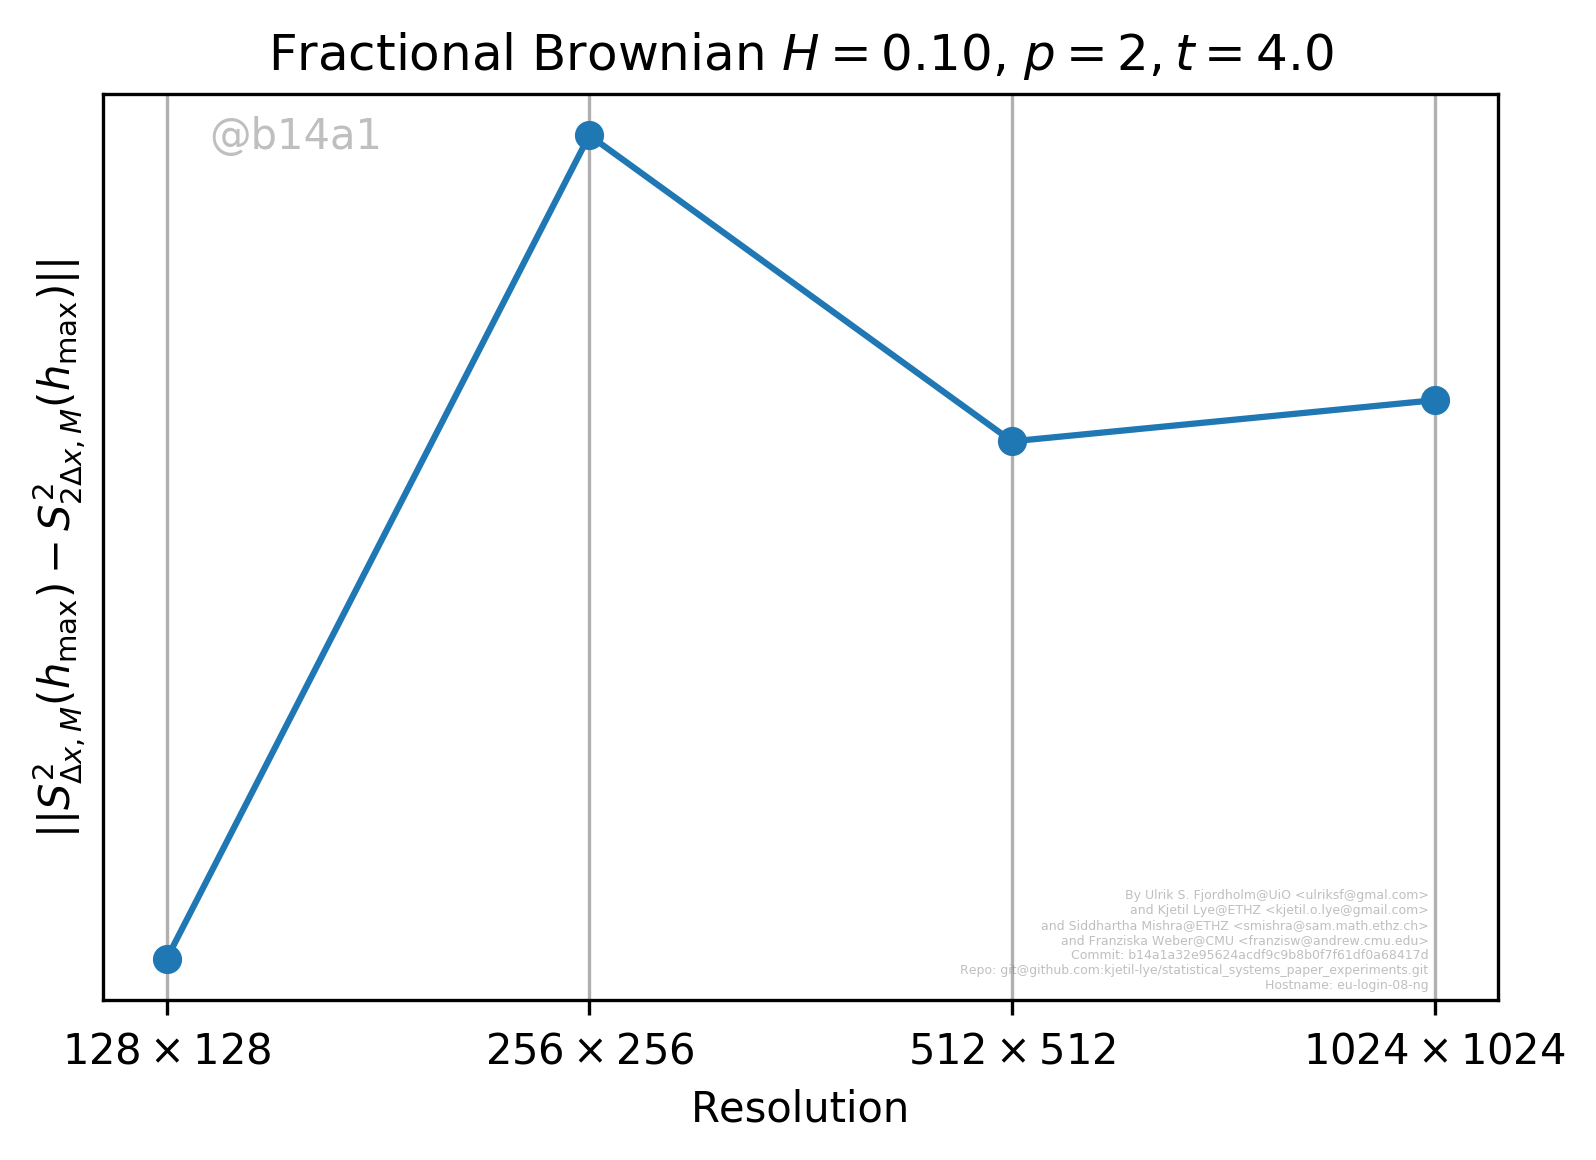 Fractional Brownian H = 0.10, p = 2, t = 4.0
@b14a1
||S²_{Δx,M}(h_max) − S²_{2Δx,M}(h_max)||
By Ulrik S. Fjordholm@UiO <ulriksf@gmal.com>
and Kjetil Lye@ETHZ <kjetil.o.lye@gmail.com>
and Siddhartha Mishra@ETHZ <smishra@sam.math.ethz.ch>
and Franziska Weber@CMU <franzisw@andrew.cmu.edu>
Commit: b14a1a32e95624acdf9c9b8b0f7f61df0a68417d
Repo: git@github.com:kjetil-lye/statistical_systems_paper_experiments.git
Hostname: eu-login-08-ng
128 × 128 256 × 256 512 × 512 1024 × 1024
Resolution